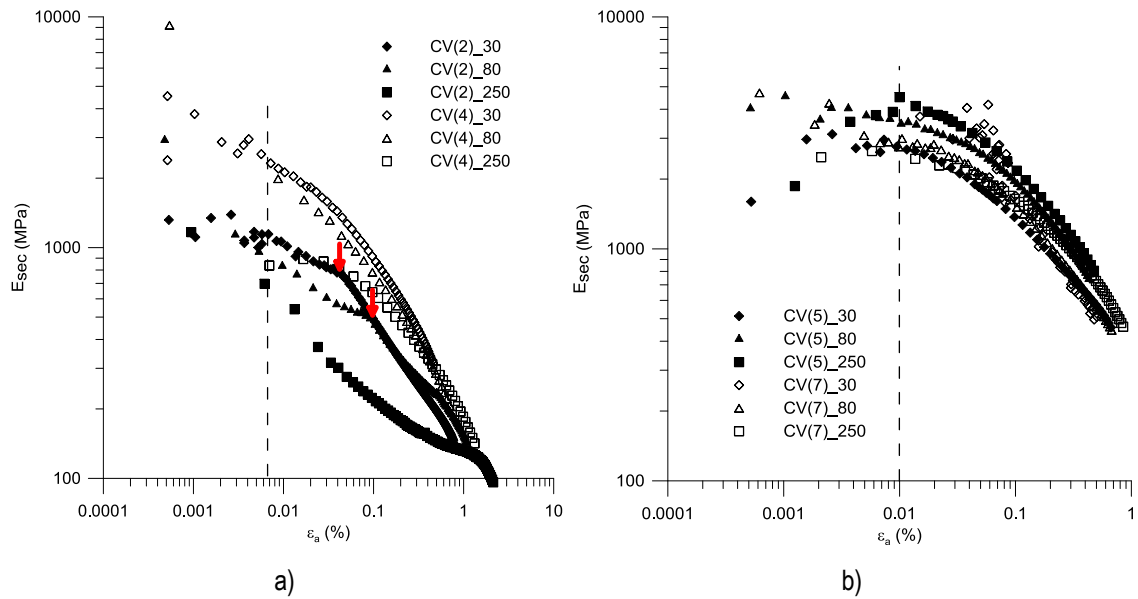 10000
1000
100
Esec (MPa)
0.0001
0.001
0.01
0.1
1
10
εa (%)
CV(2)_30
CV(2)_80
CV(2)_250
CV(4)_30
CV(4)_80
CV(4)_250
a)
10000
1000
100
Esec (MPa)
0.0001
0.001
0.01
0.1
1
εa (%)
CV(5)_30
CV(5)_80
CV(5)_250
CV(7)_30
CV(7)_80
CV(7)_250
b)